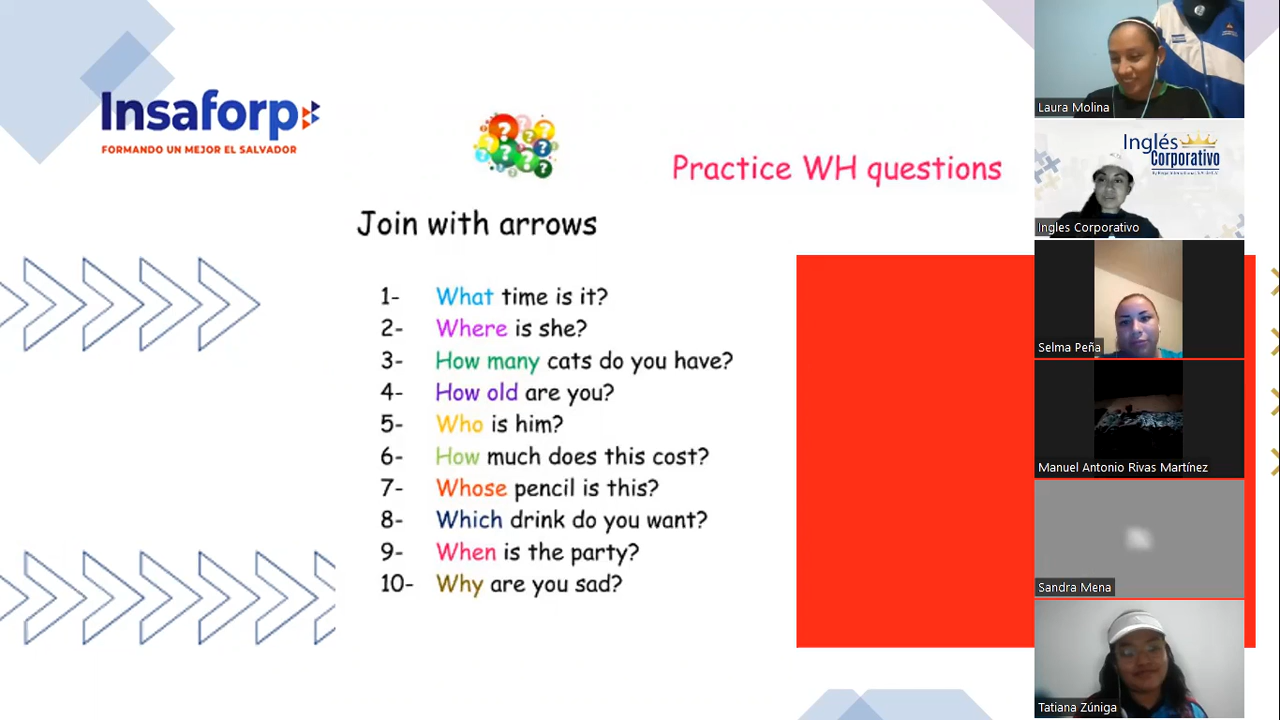 Insaforp
FORMANDO UN MEJOR EL SALVADOR
Practice WH questions
Join with arrows
1- What time is it?
2- Where is she?
3- How many cats do you have?
4- How old are you?
5- Who is him?
6- How much does this cost?
7- Whose pencil is this?
8- Which drink do you want?
9- When is the party?
10- Why are you sad?
Laura Molina
Inglés
Corporativo
Ingles Corporativo
Selma Peña
Manuel Antonio Rivas Martínez
Sandra Mena
Tatiana Zúniga